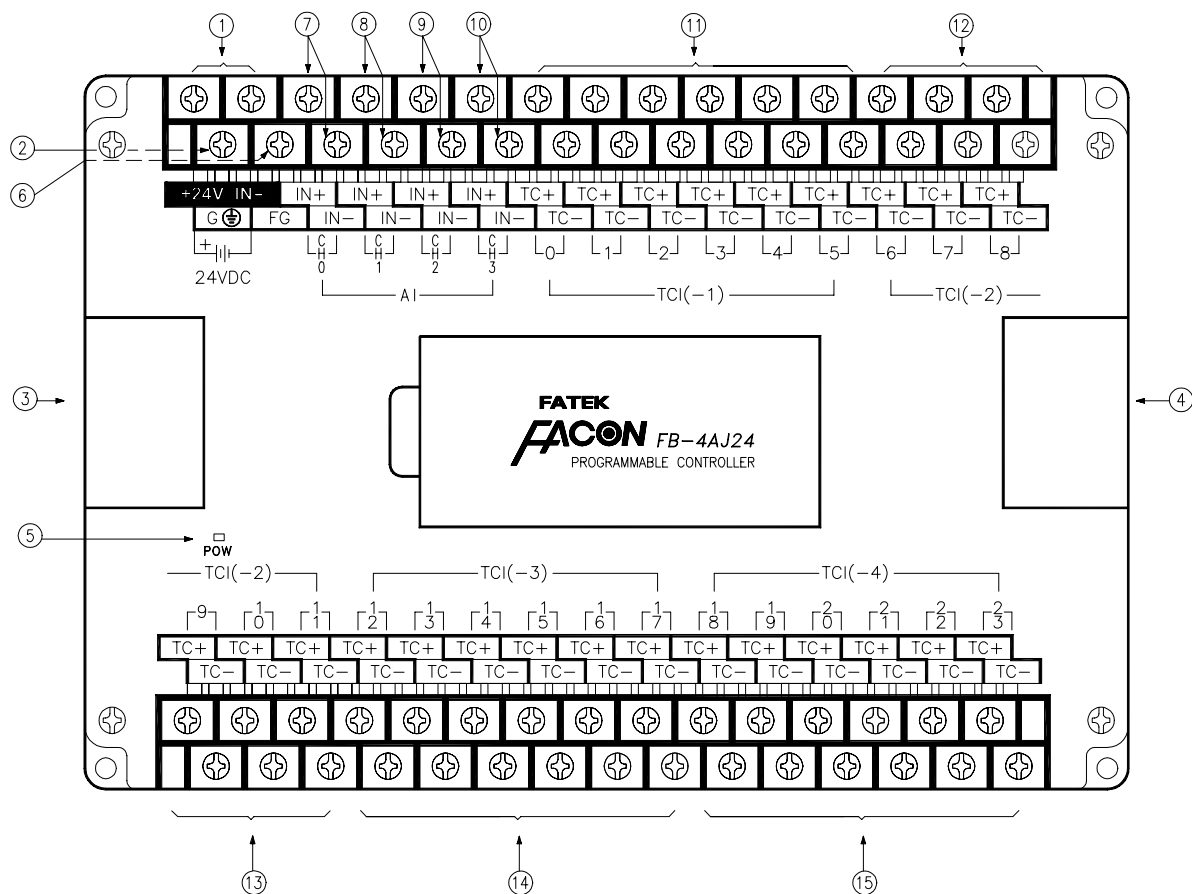 ① ⑦ ⑧ ⑨ ⑩ ⑪ ⑫
②
⑥
+24V IN- IN+ IN+ IN+ IN+ TC+ TC+ TC+ TC+ TC+ TC+ TC+ TC+ TC+
G FG IN- IN- IN- IN- TC- TC- TC- TC- TC- TC- TC- TC- TC-
+ CH0 CH1 CH2 CH3 0 1 2 3 4 5 6 7 8
24VDC
AI TCI(-1) TCI(-2)
③ ④
FATEK
FACON FB-4AJ24
PROGRAMMABLE CONTROLLER
⑤
POW
TCI(-2) TCI(-3) TCI(-4)
9 10 11 12 13 14 15 16 17 18 19 20 21 22 23
TC+ TC+ TC+ TC+ TC+ TC+ TC+ TC+ TC+ TC+ TC+ TC+ TC+ TC+ TC+
TC- TC- TC- TC- TC- TC- TC- TC- TC- TC- TC- TC- TC- TC- TC-
⑬ ⑭ ⑮